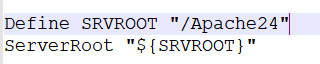 Define SRVROOT "/Apache24"
ServerRoot "${SRVROOT}"